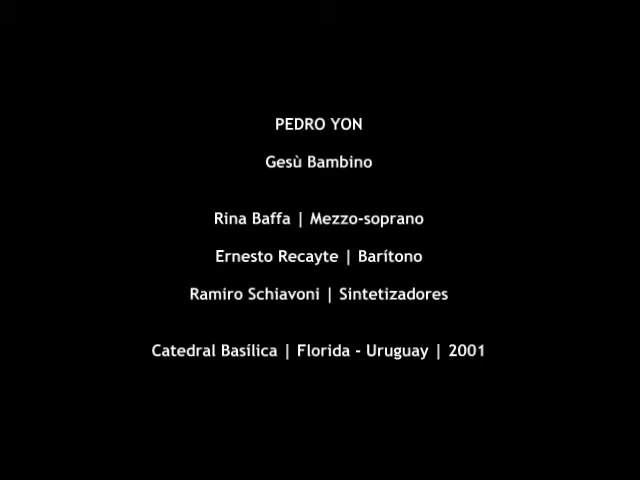 PEDRO YON
Gesù Bambino
Rina Baffa | Mezzo-soprano
Ernesto Recayte | Barítono
Ramiro Schiavoni | Sintetizadores
Catedral Basílica | Florida - Uruguay | 2001